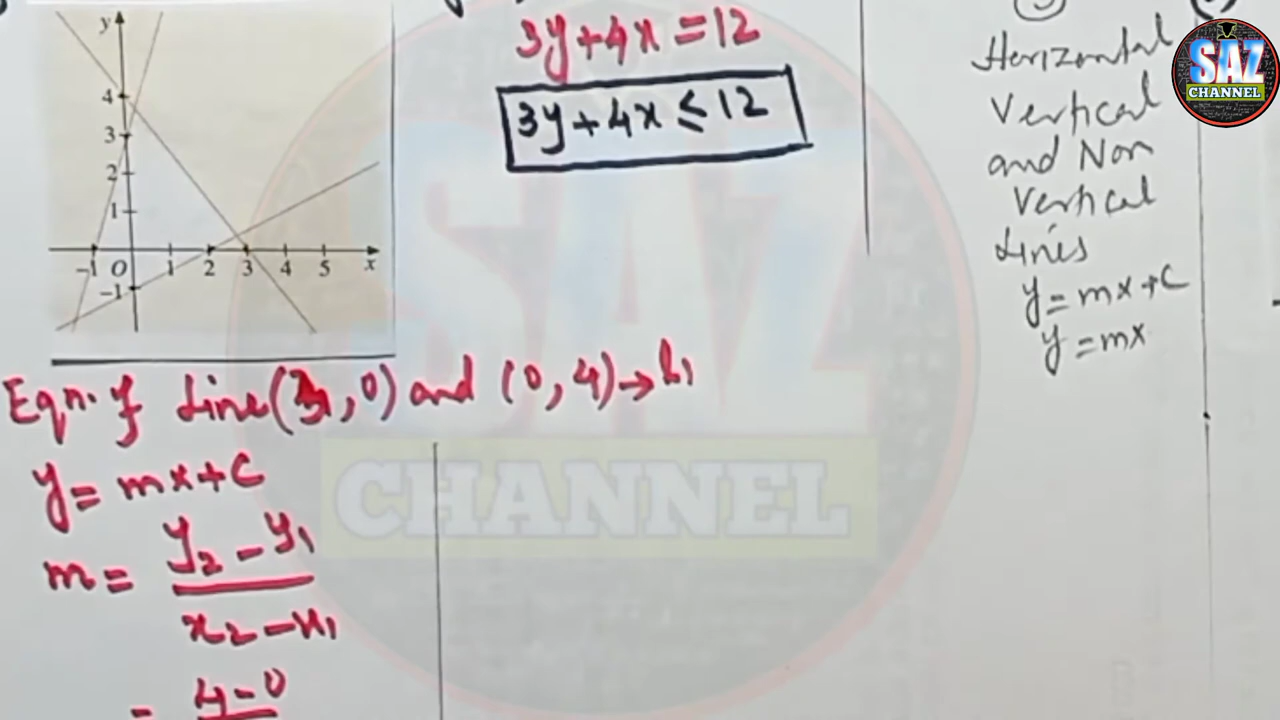 3y+4x=12
3y+4x ≤ 12
y
4
3
2
1
-1 O 1 2 3 4 5 x
-1
Eqn. of Line(3,0) and (0,4)→L₁
y = mx+c
m = y₂-y₁
x₂-x₁
= 4-0
Horizontal
Vertical
and Non
Vertical
Lines
y=mx+c
y=mx
SAZ
CHANNEL
SAZ
CHANNEL